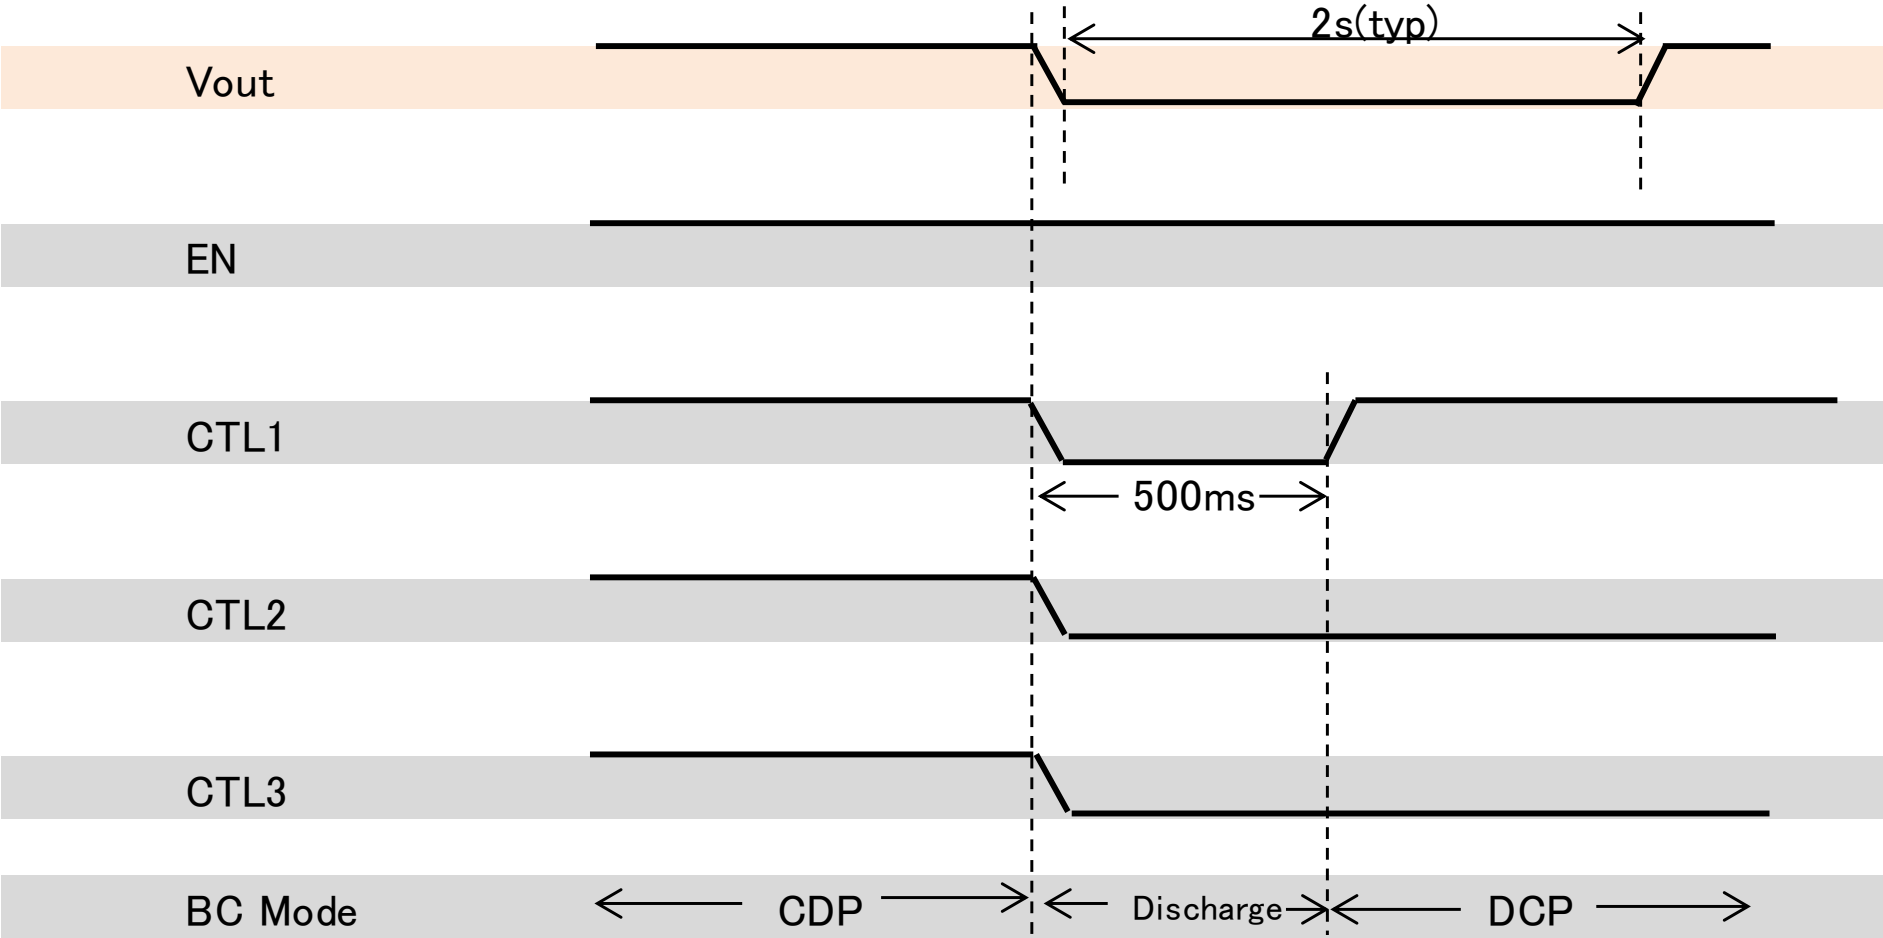 2s(typ)
Vout
EN
CTL1
500ms
CTL2
CTL3
BC Mode CDP Discharge DCP